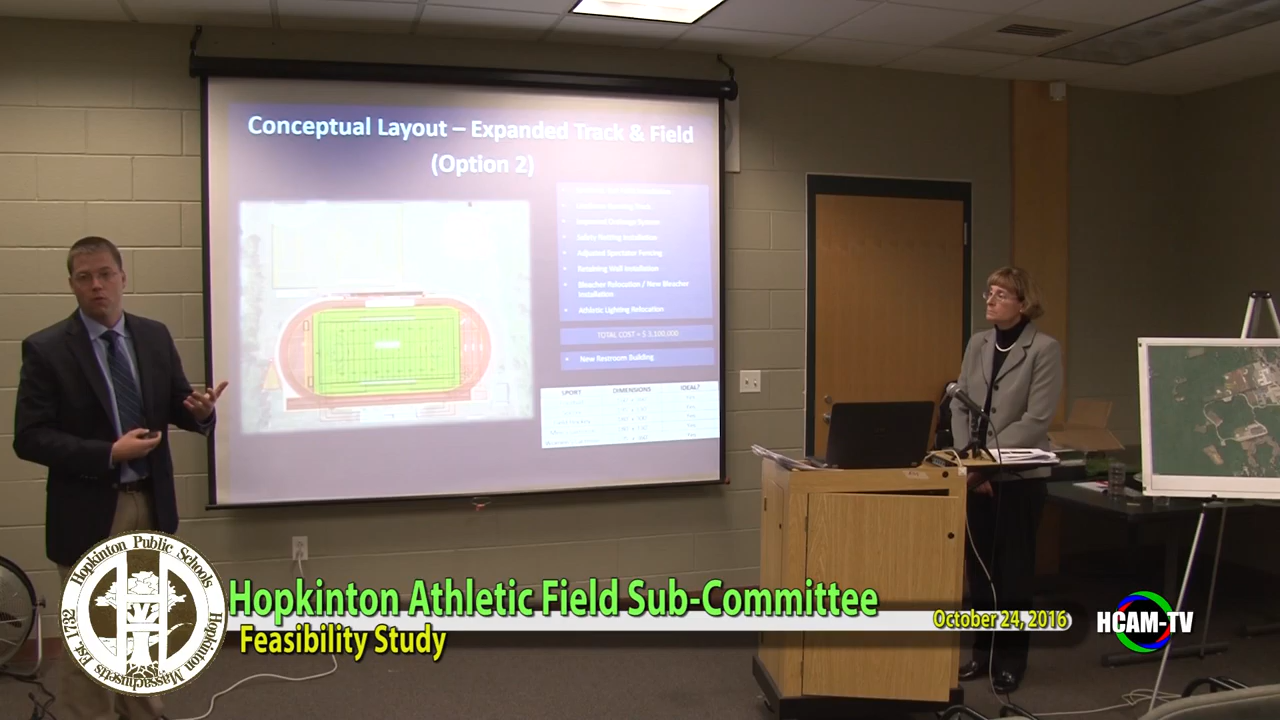 Conceptual Layout – Expanded Track & Field
(Option 2)
Improved Drainage System
Safety Netting Installation
Adjusted Spectator Fencing
Retaining Wall Installation
Bleacher Relocation / New Bleacher
Installation
Athletic Lighting Relocation
TOTAL COST = $ 3,100,000
New Restroom Building
SPORT DIMENSIONS IDEAL?
Hopkinton Public Schools
Hopkinton Massachusetts Est. 1732
H
Hopkinton Athletic Field Sub-Committee
Feasibility Study
October 24, 2016
HCAM-TV